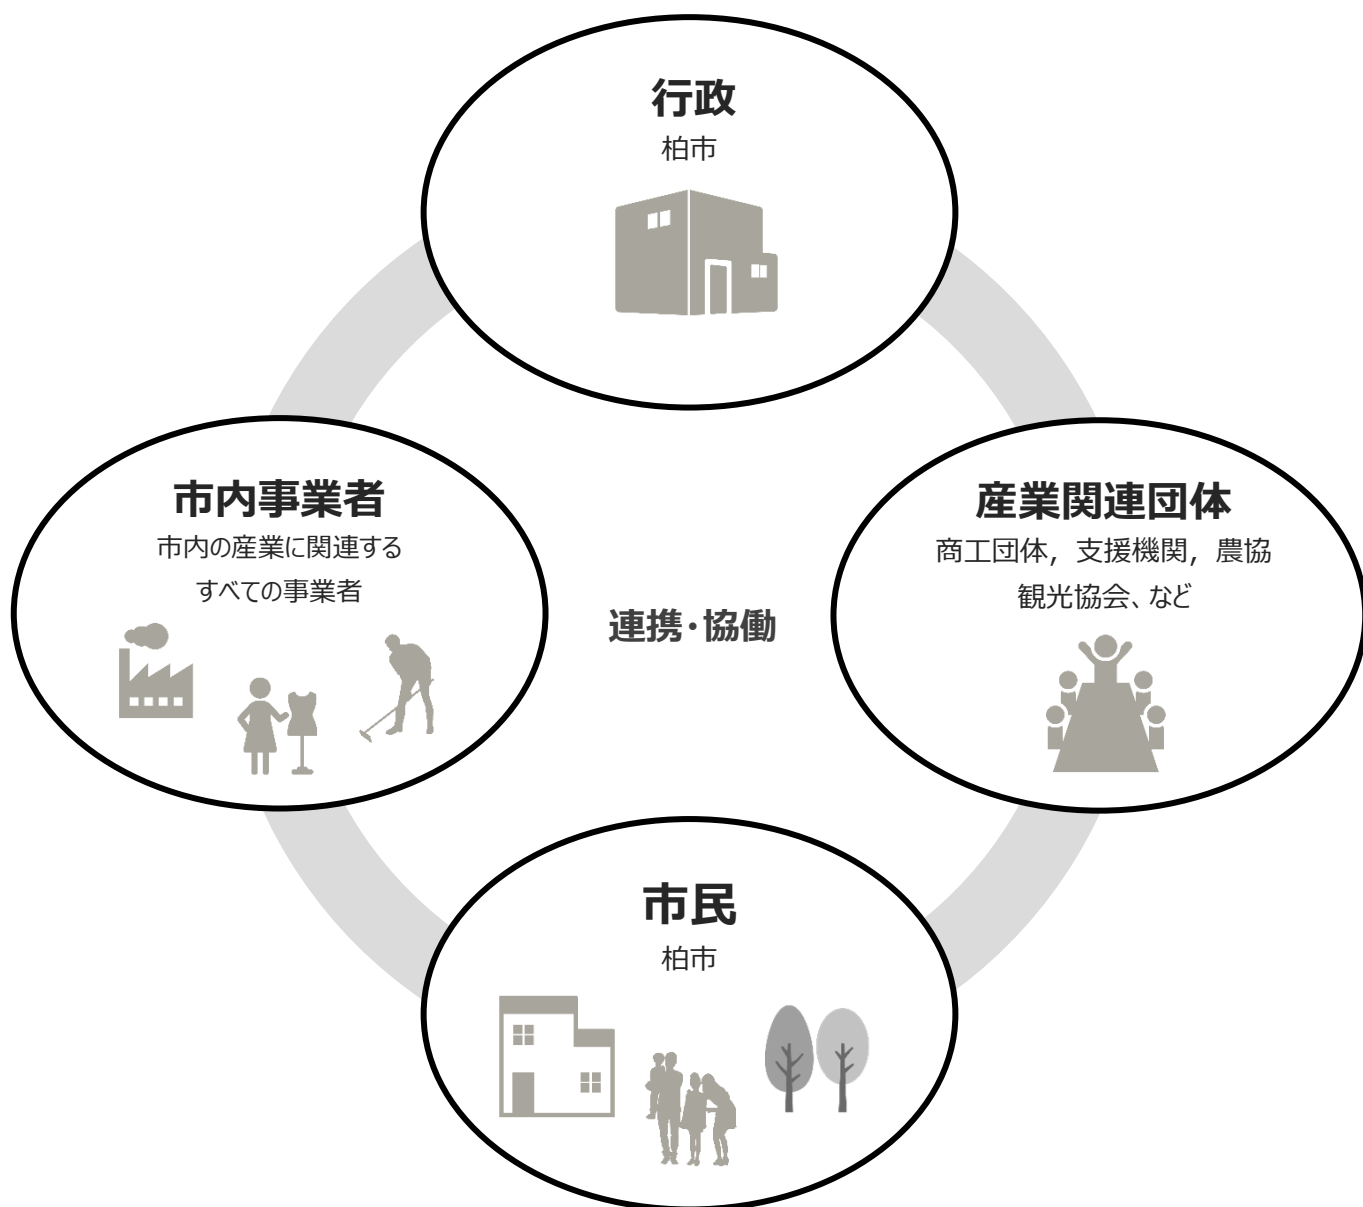 行政
柏市
市内事業者
市内の産業に関連する
すべての事業者
産業関連団体
商工団体，支援機関，農協
観光協会、など
連携・協働
市民
柏市